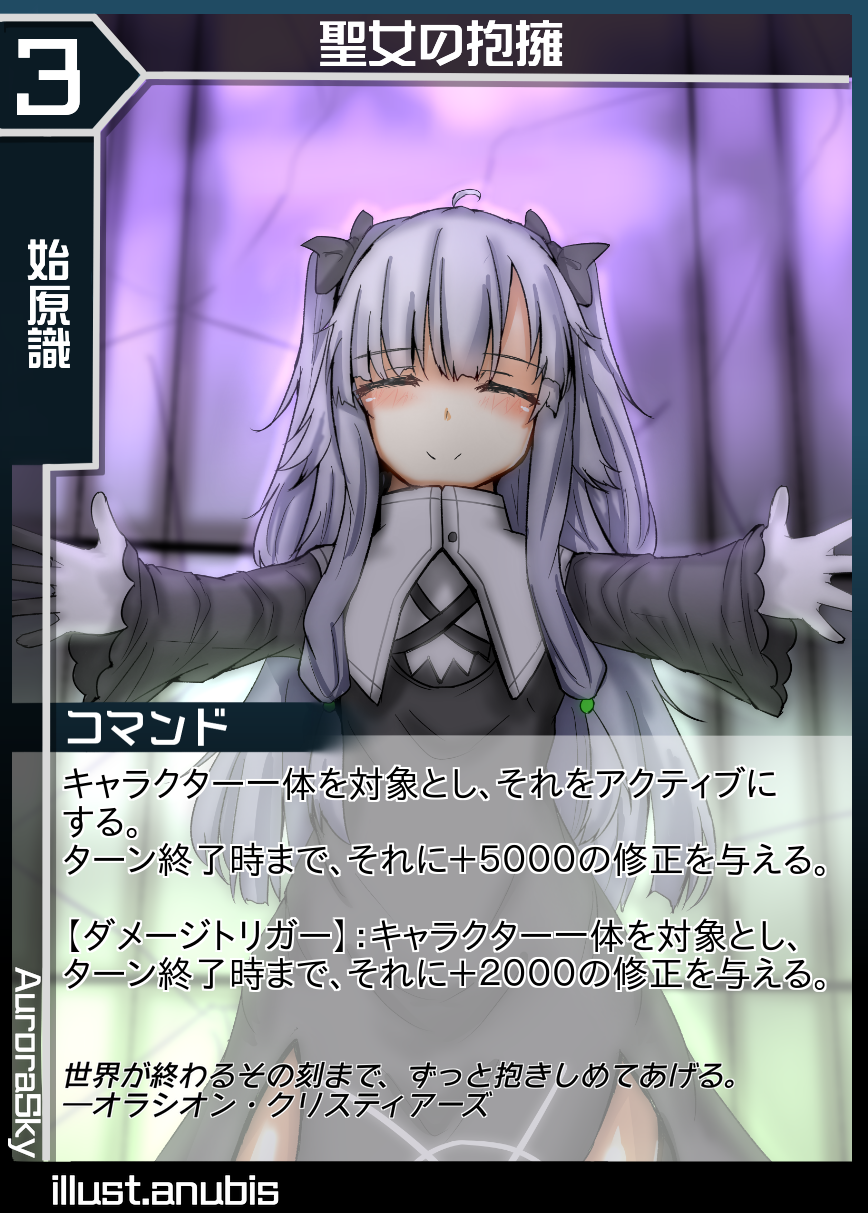 3
聖女の抱擁
始原識
コマンド
キャラクター一体を対象とし、それをアクティブに
する。
ターン終了時まで、それに＋5000の修正を与える。
【ダメージトリガー】:キャラクター一体を対象とし、
ターン終了時まで、それに＋2000の修正を与える。
世界が終わるその刻まで、ずっと抱きしめてあげる。
―オラシオン・クリスティアーズ
AuroraSky
illust.anubis